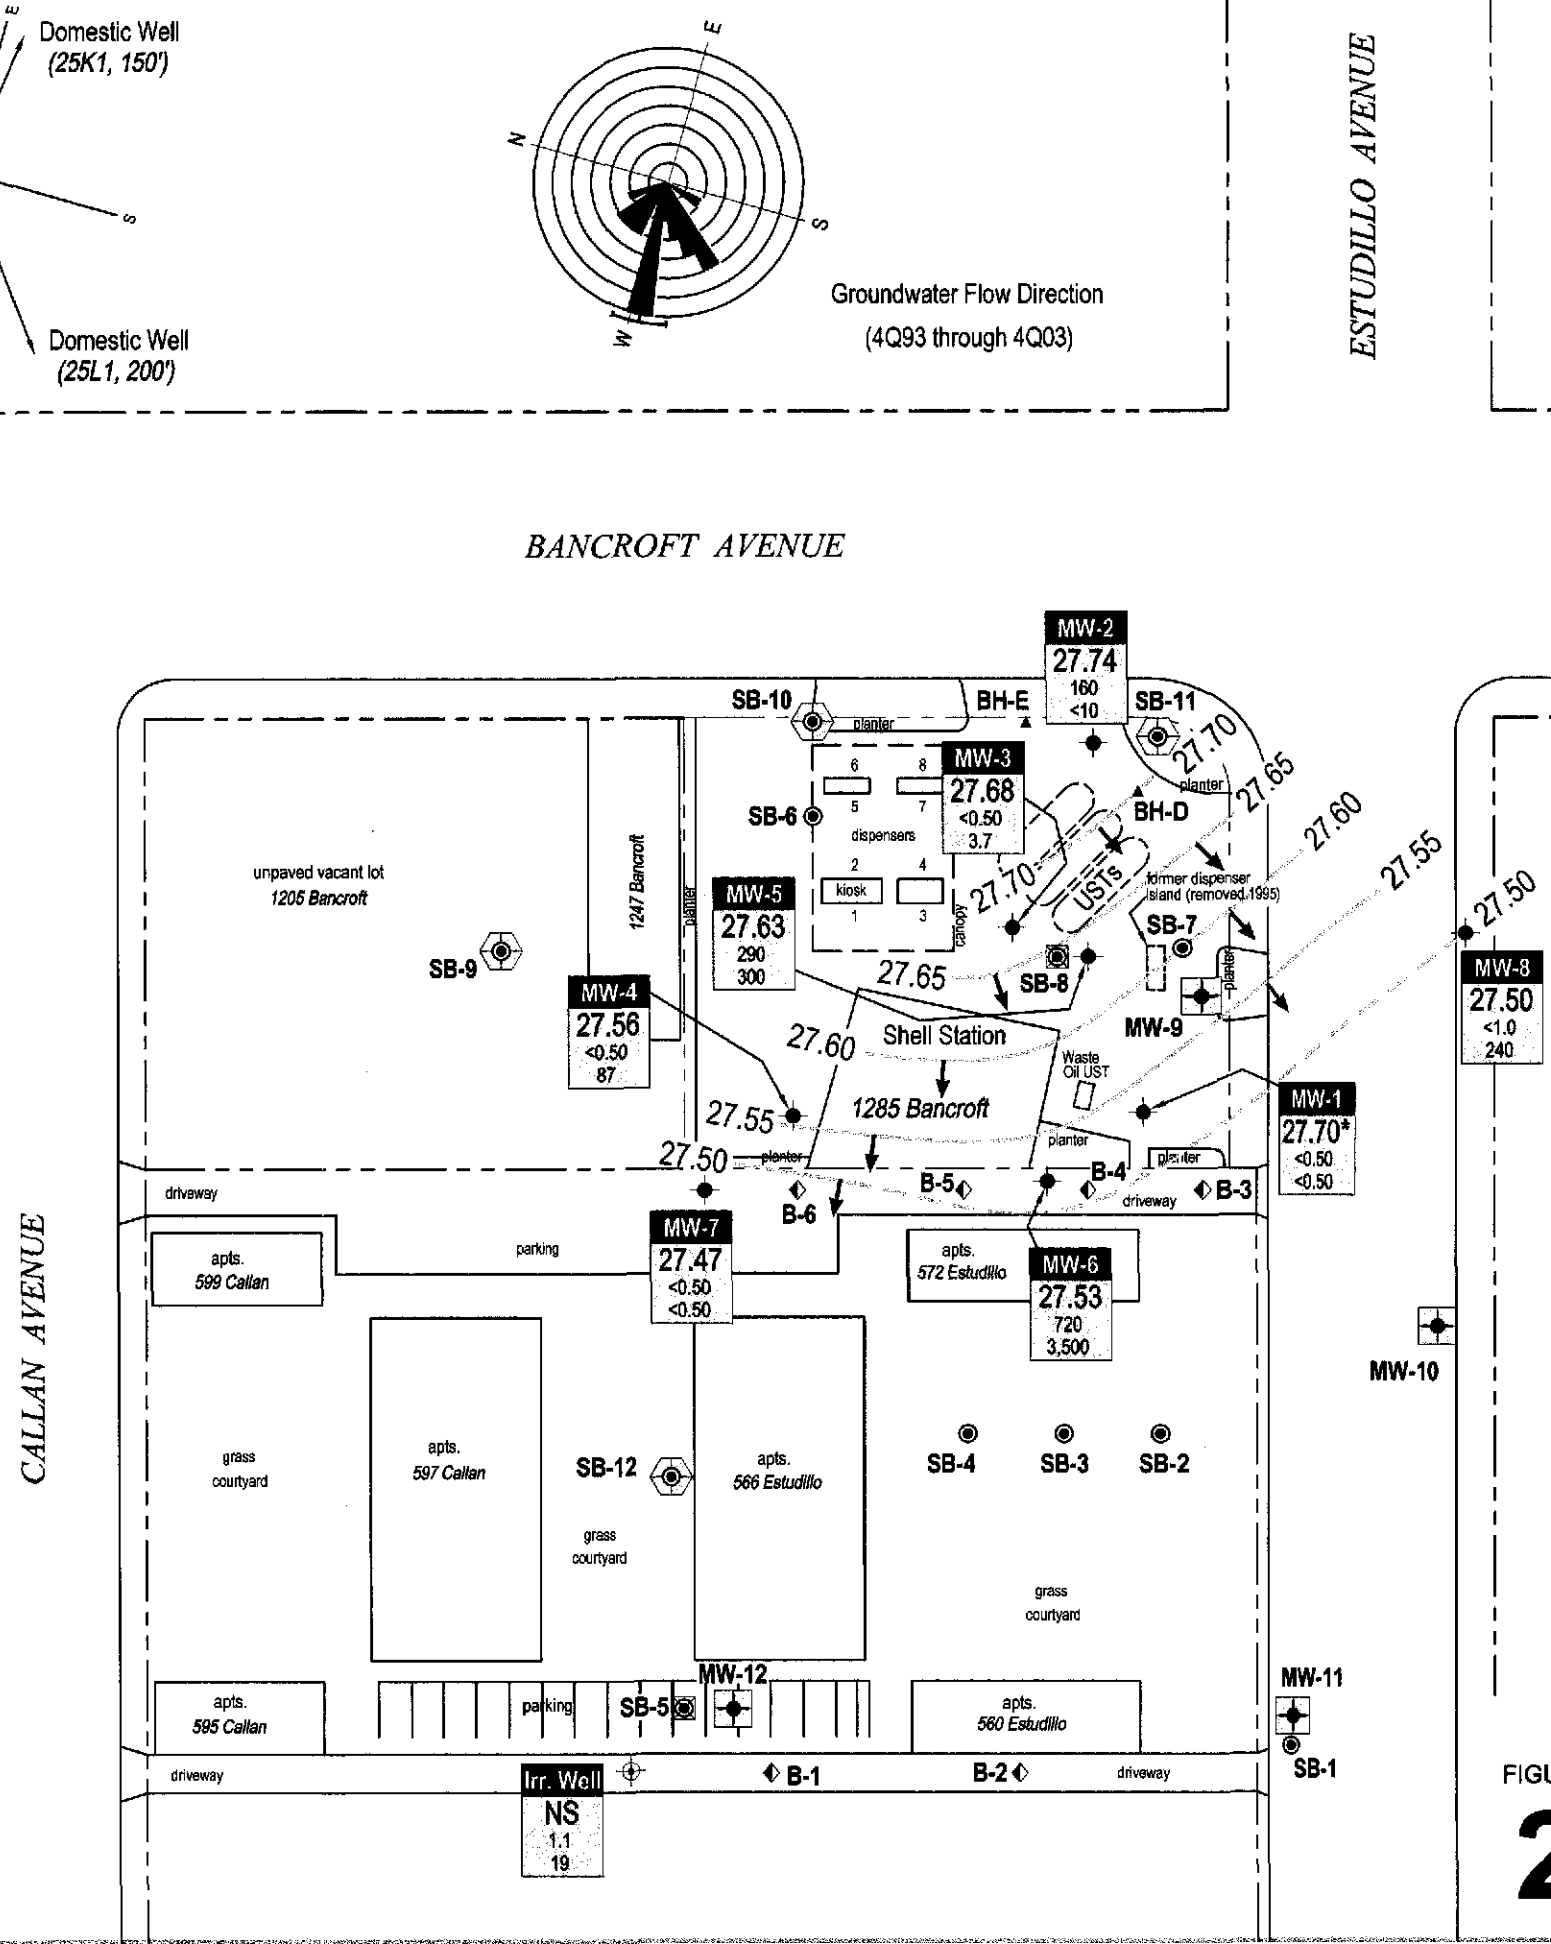 E
Domestic Well
(25K1, 150')
S
Domestic Well
(25L1, 200')
E
N
S
W
Groundwater Flow Direction
(4Q93 through 4Q03)
ESTUDILLO AVENUE
BANCROFT AVENUE
MW-2
27.74
160
<10
SB-10
planter
BH-E
SB-11
27.70
planter
27.65
6
8
5
7
dispensers
SB-6
MW-3
27.68
<0.50
3.7
BH-D
27.60
27.55
27.50
unpaved vacant lot
1205 Bancroft
1247 Bancroft
planter
2
4
kiosk
1
3
canopy
27.70
USTs
former dispenser
island (removed 1995)
MW-5
27.63
290
300
SB-7
SB-9
27.65
SB-8
planter
MW-9
MW-8
27.50
<1.0
240
MW-4
27.56
<0.50
87
27.60
Shell Station
Waste
Oil UST
1285 Bancroft
27.55
MW-1
27.70*
<0.50
<0.50
planter
27.50
planter
planter
driveway
B-6
B-5
B-4
driveway
B-3
MW-7
27.47
<0.50
<0.50
apts.
599 Callan
parking
apts.
572 Estudillo
MW-6
27.53
720
3,500
MW-10
CALLAN AVENUE
grass
courtyard
apts.
597 Callan
SB-12
grass
courtyard
apts.
566 Estudillo
SB-4
SB-3
SB-2
grass
courtyard
apts.
595 Callan
parking
SB-5
MW-12
apts.
560 Estudillo
MW-11
SB-1
driveway
Irr. Well
NS
1.1
19
B-1
B-2
driveway
FIGU
2